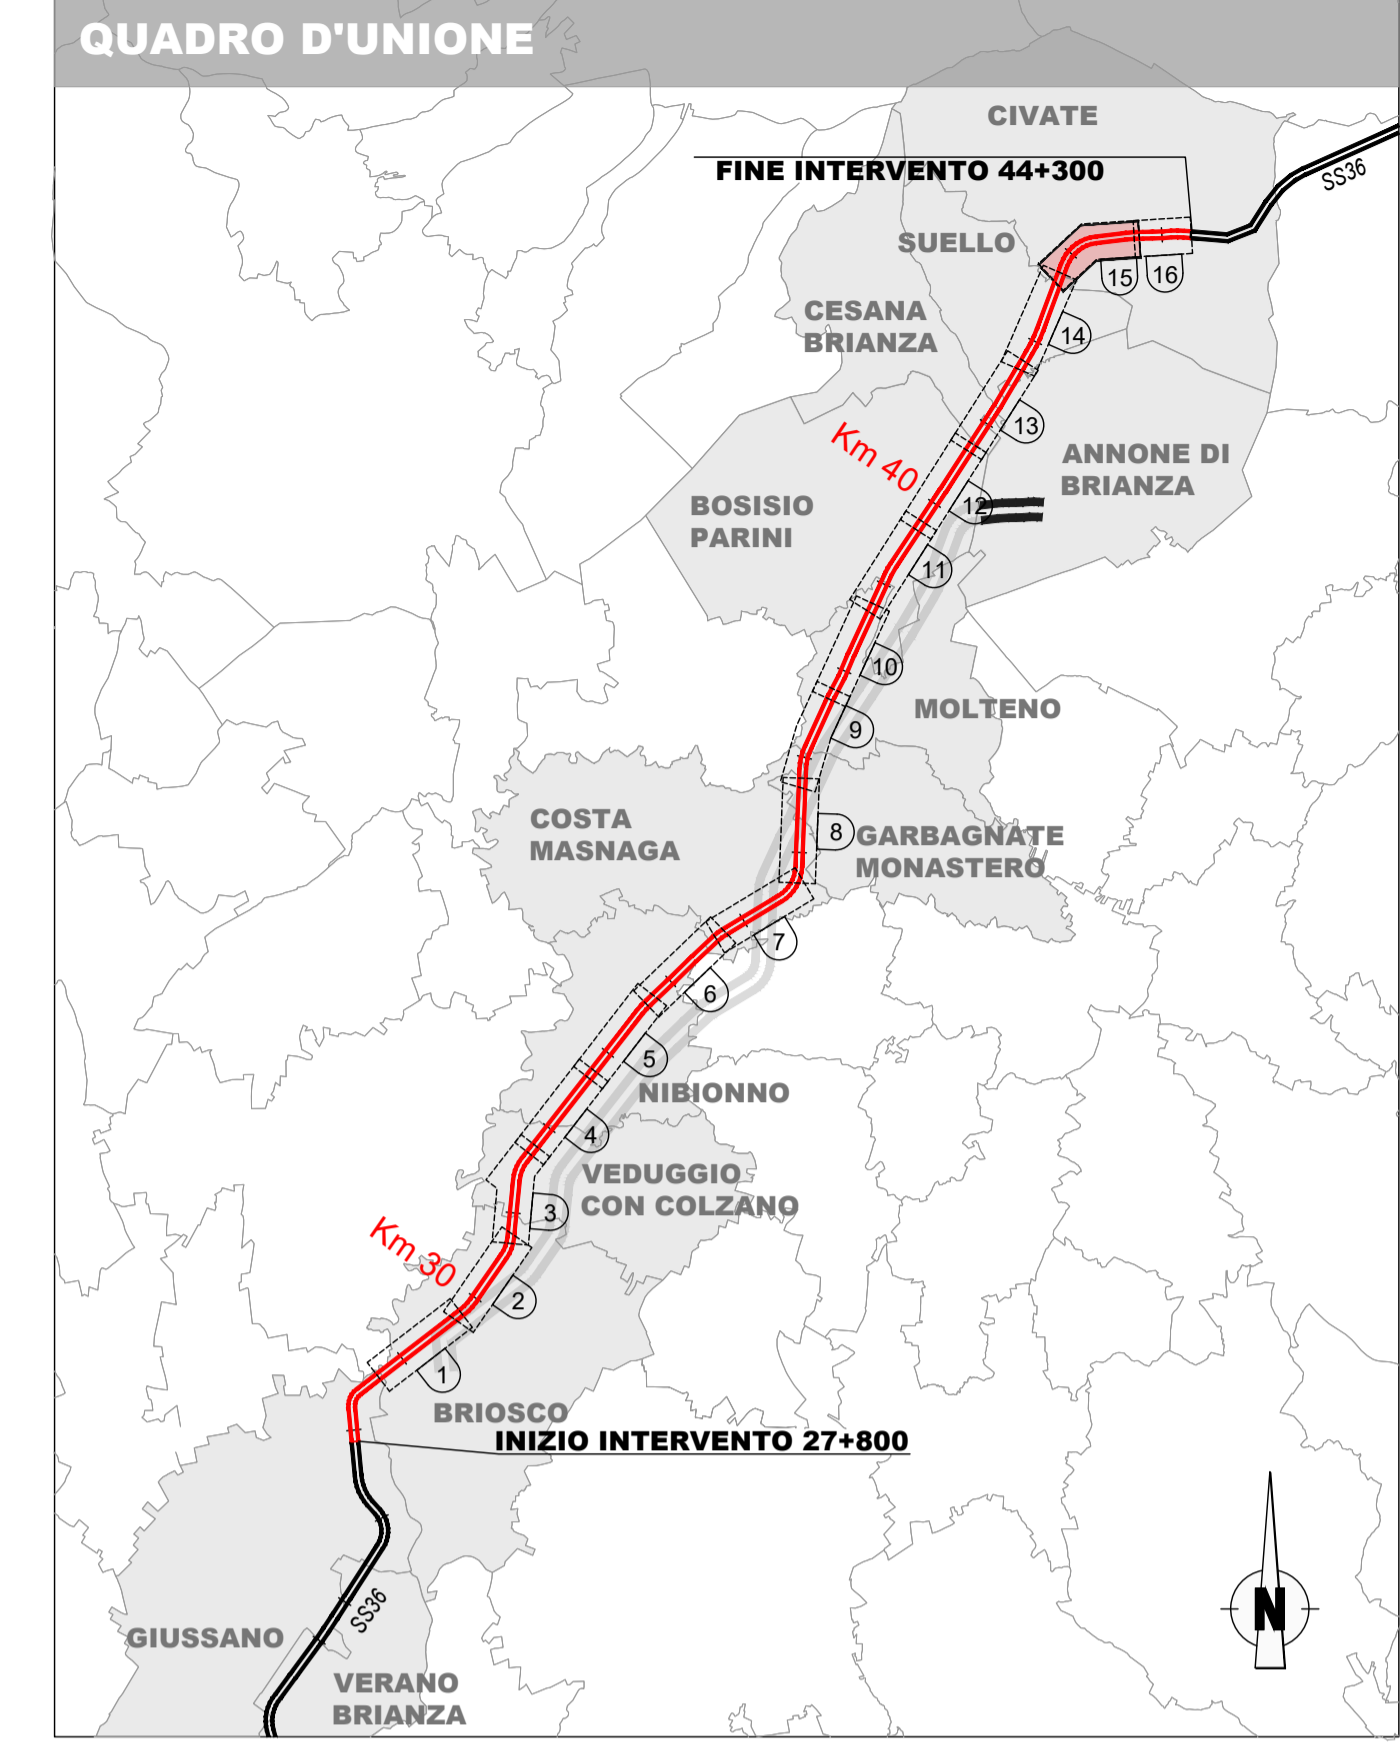 QUADRO D'UNIONE
CIVATE
FINE INTERVENTO 44+300
SS36
SUELLO
15
16
CESANA
BRIANZA
14
13
Km 40
ANNONE DI
BRIANZA
BOSISIO
PARINI
12
11
10
MOLTENO
9
COSTA
MASNAGA
8
GARBAGNATE
MONASTERO
7
6
5
NIBIONNO
4
VEDUGGIO
CON COLZANO
3
Km 30
2
1
BRIOSCO
INIZIO INTERVENTO 27+800
SS36
GIUSSANO
VERANO
BRIANZA
N